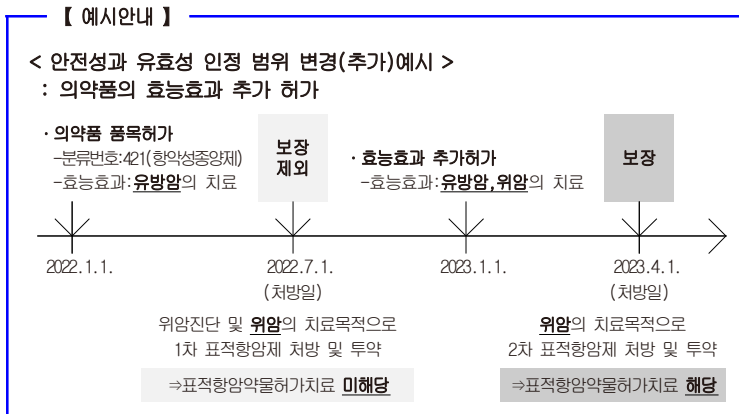 【 예시안내 】
< 안전성과 유효성 인정 범위 변경(추가)예시 >
: 의약품의 효능효과 추가 허가
· 의약품 품목허가
-분류번호:421(항악성종양제)
-효능효과:유방암의 치료
보장
제외
· 효능효과 추가허가
-효능효과:유방암,위암의 치료
보장
2022.1.1.
2022.7.1.
(처방일)
2023.1.1.
2023.4.1.
(처방일)
위암진단 및 위암의 치료목적으로
1차 표적항암제 처방 및 투약
⇒표적항암약물허가치료 미해당
위암의 치료목적으로
2차 표적항암제 처방 및 투약
⇒표적항암약물허가치료 해당